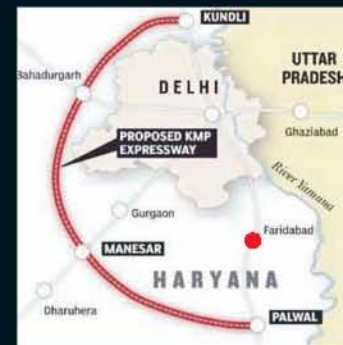 KUNDLI
UTTAR
PRADESH
Bahadurgarh
DELHI
Ghaziabad
PROPOSED KMP
EXPRESSWAY
River Yamuna
Gurgaon
Faridabad
MANESAR
HARYANA
Dharuhera
PALWAL